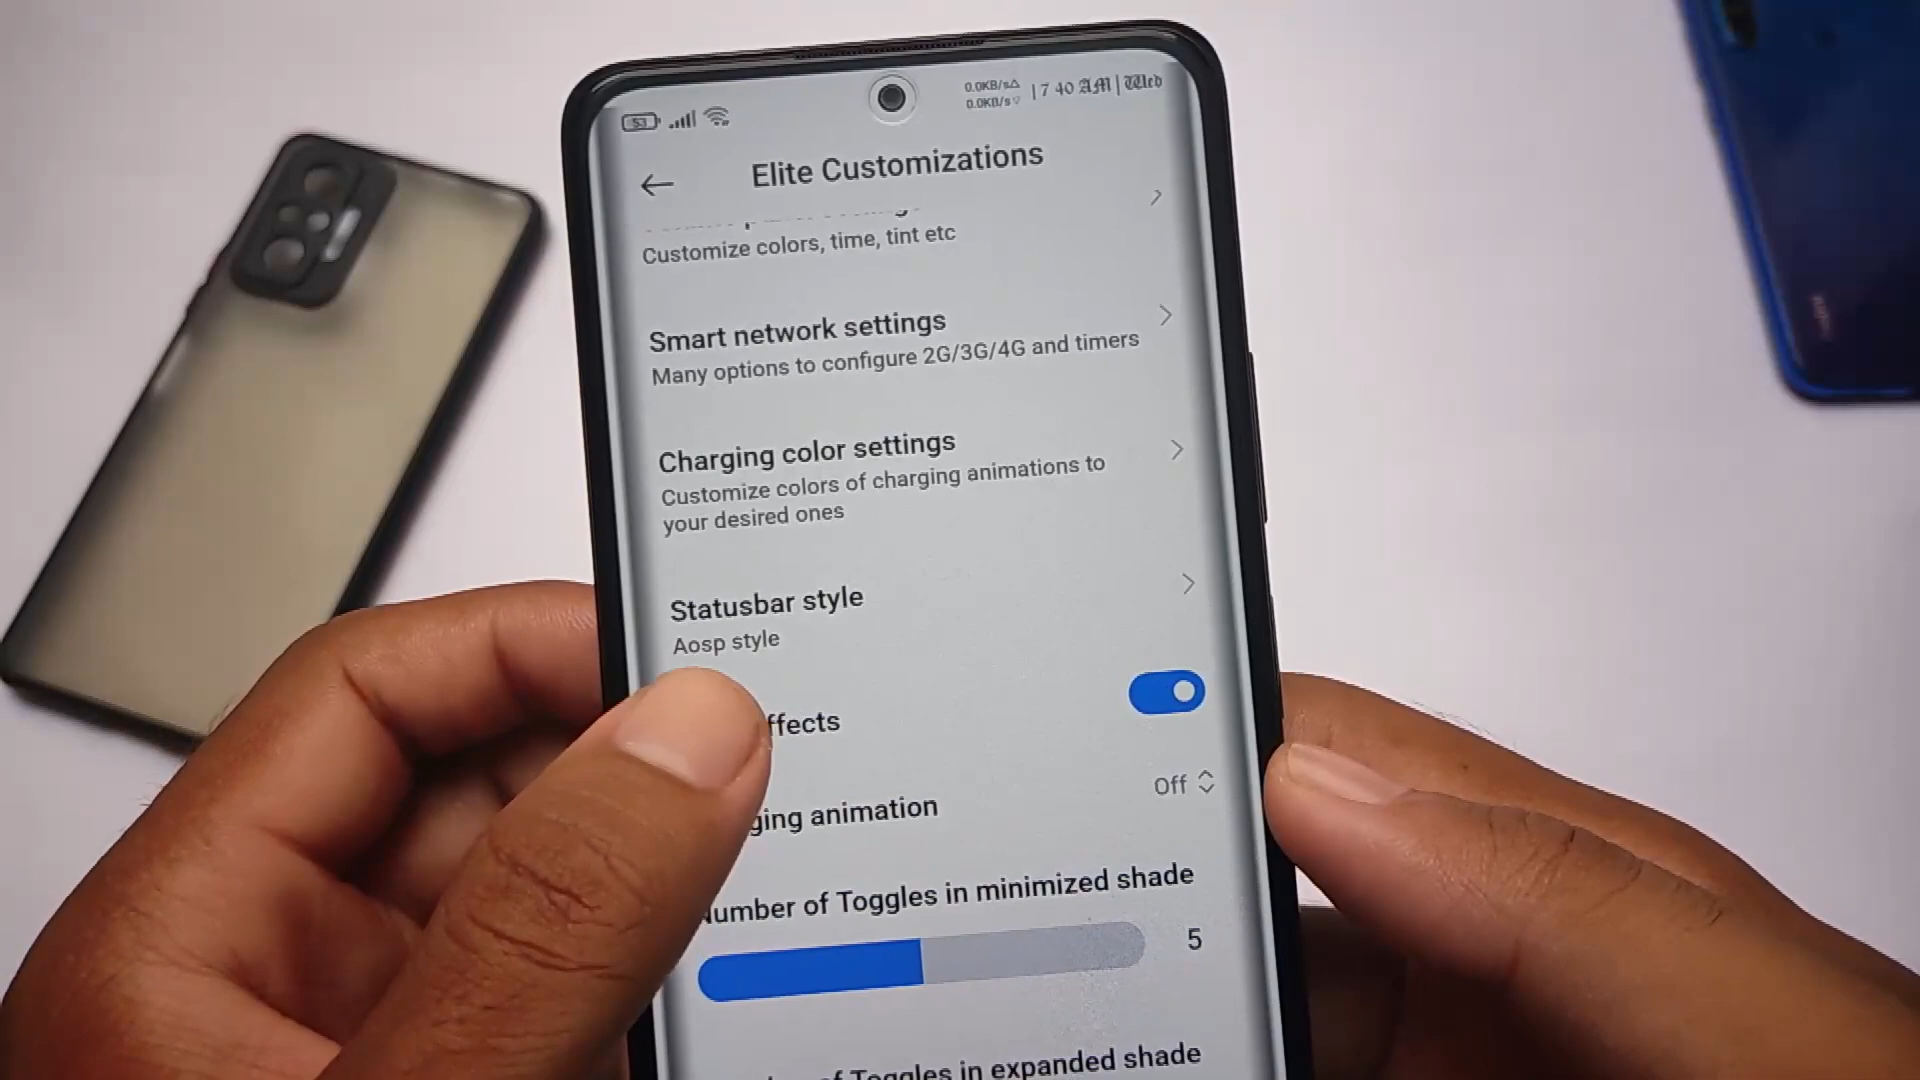 53
0.0KB/s△
0.0KB/s▽
| 7 40 AM | Wed
Elite Customizations
Customize colors, time, tint etc
Smart network settings
Many options to configure 2G/3G/4G and timers
Charging color settings
Customize colors of charging animations to
your desired ones
Statusbar style
Aosp style
ffects
ging animation
Off
Number of Toggles in minimized shade
5
of Toggles in expanded shade